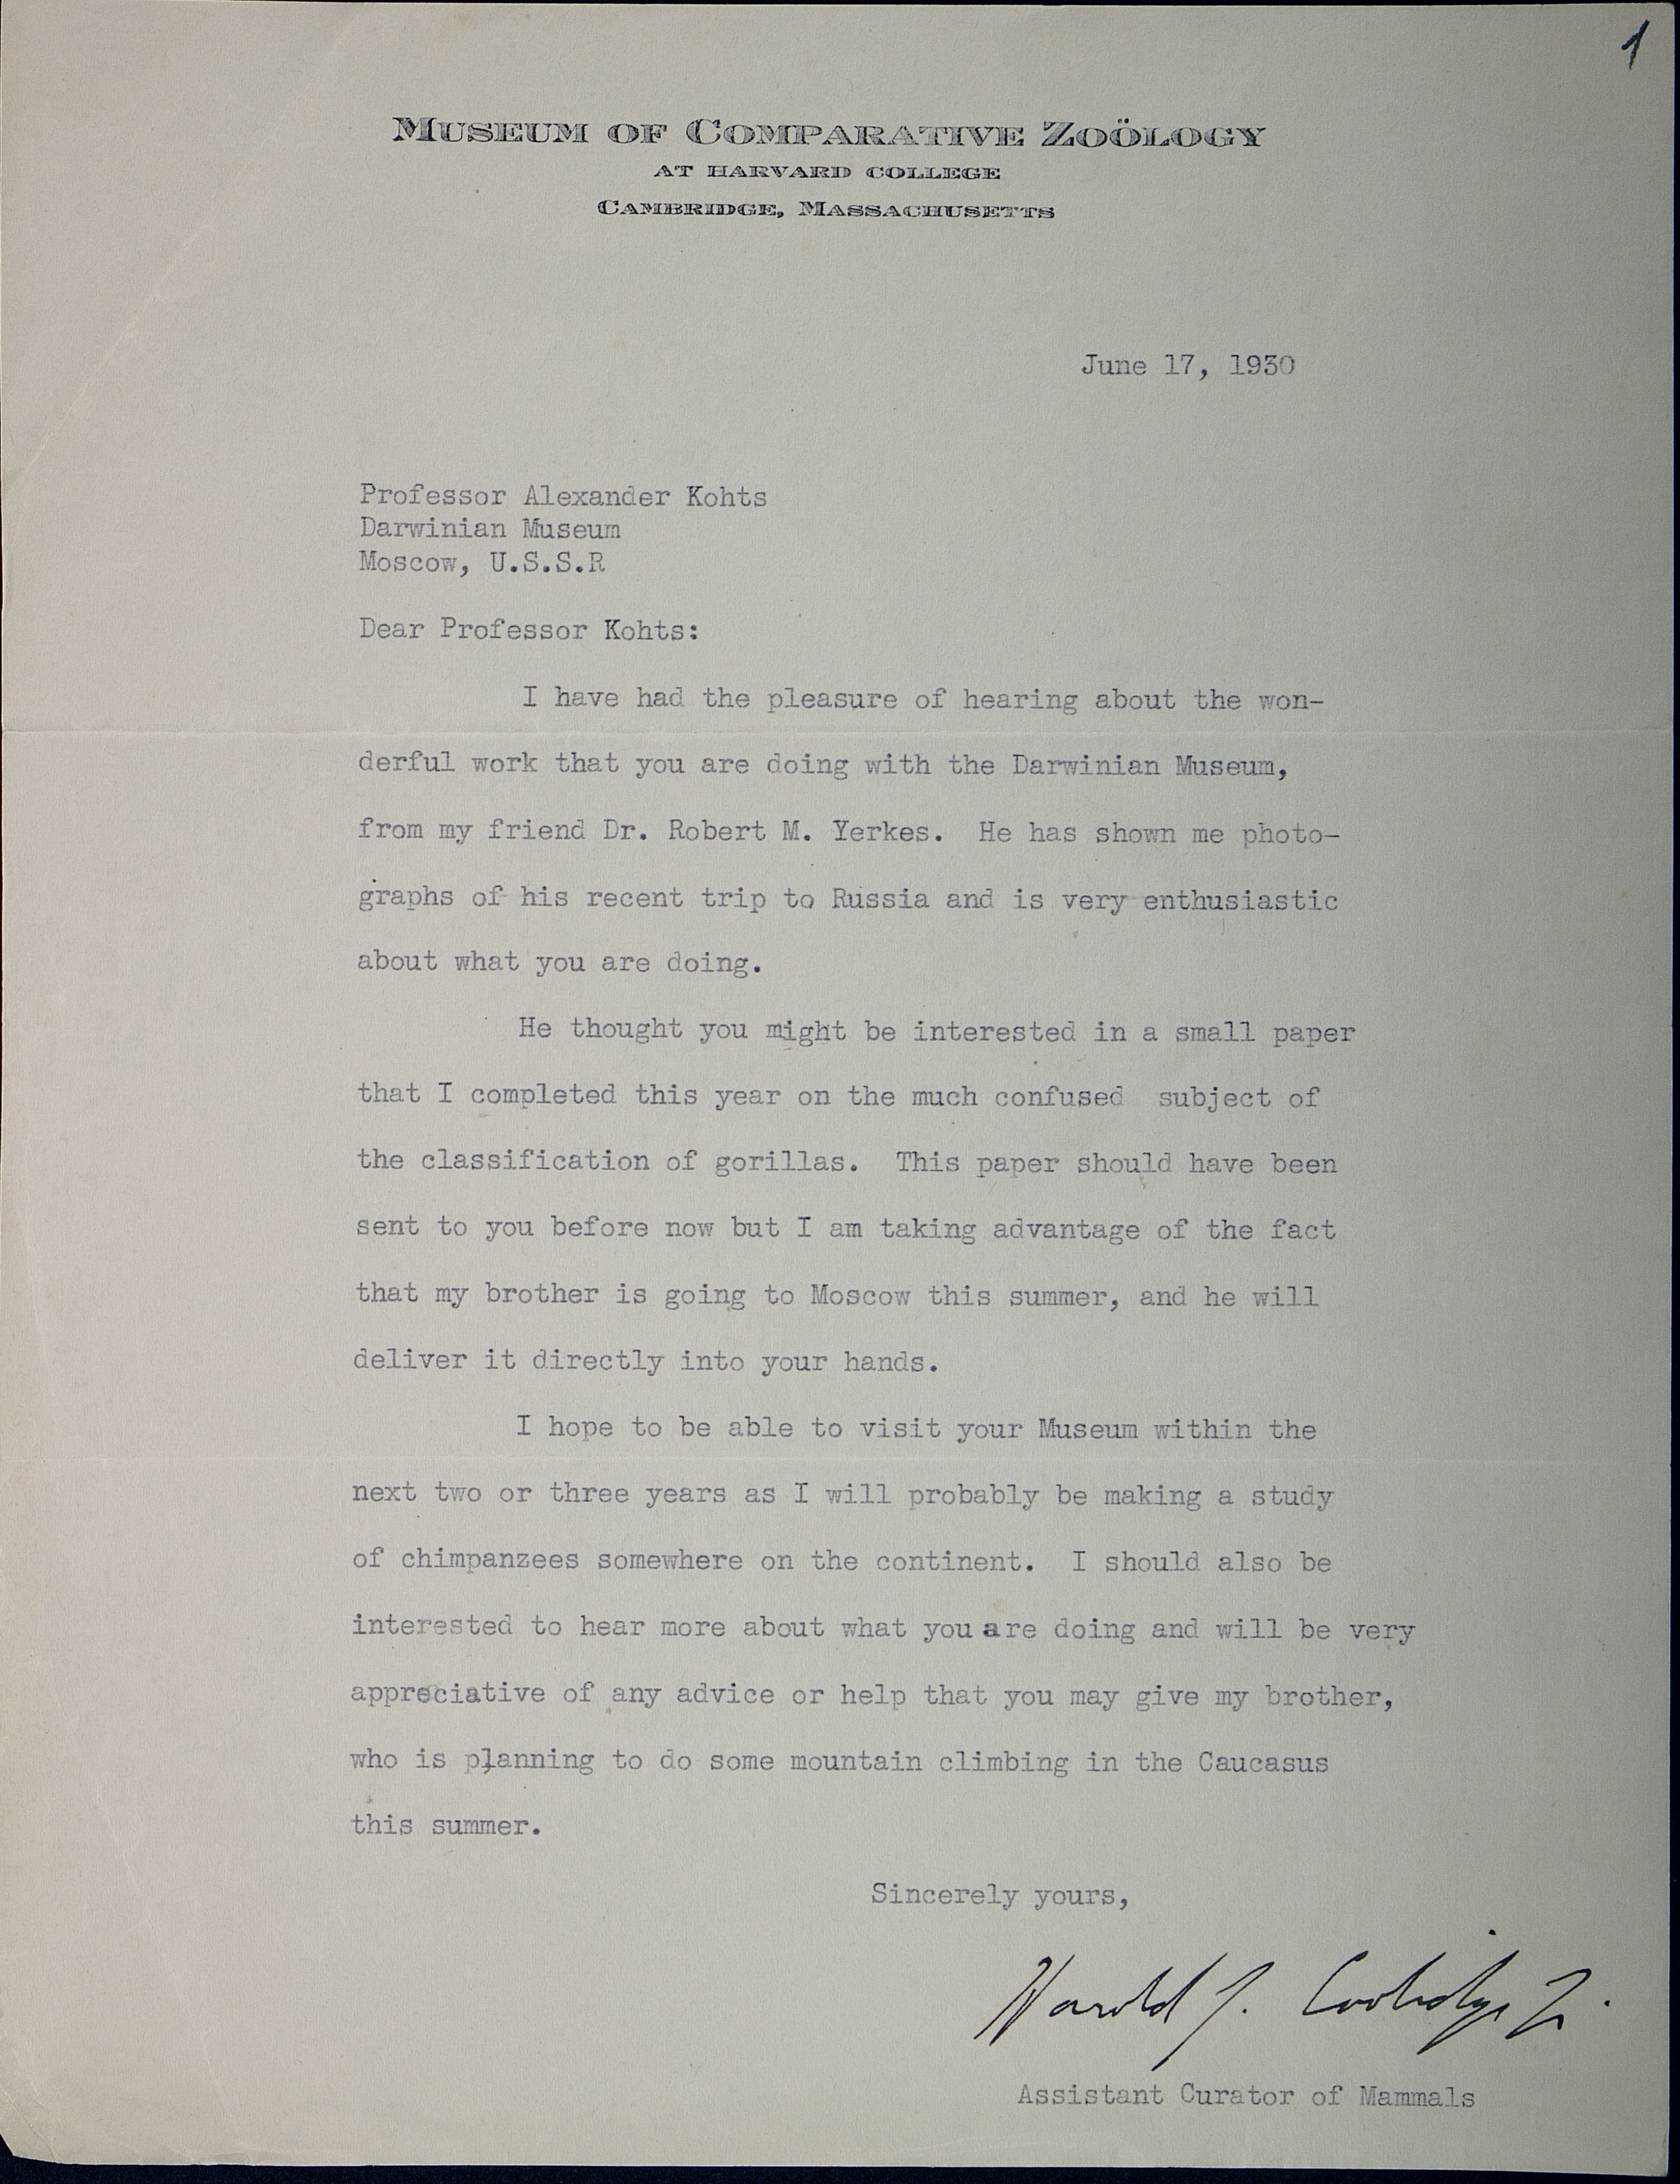 1
MUSEUM OF COMPARATIVE ZOÖLOGY
AT HARVARD COLLEGE
CAMBRIDGE, MASSACHUSETTS
June 17, 1930
Professor Alexander Kohts
Darwinian Museum
Moscow, U.S.S.R
Dear Professor Kohts:
I have had the pleasure of hearing about the won-
derful work that you are doing with the Darwinian Museum,
from my friend Dr. Robert M. Yerkes. He has shown me photo-
graphs of his recent trip to Russia and is very enthusiastic
about what you are doing.
He thought you might be interested in a small paper
that I completed this year on the much confused subject of
the classification of gorillas. This paper should have been
sent to you before now but I am taking advantage of the fact
that my brother is going to Moscow this summer, and he will
deliver it directly into your hands.
I hope to be able to visit your Museum within the
next two or three years as I will probably be making a study
of chimpanzees somewhere on the continent. I should also be
interested to hear more about what you are doing and will be very
appreciative of any advice or help that you may give my brother,
who is planning to do some mountain climbing in the Caucasus
this summer.
Sincerely yours,
Harold J. Coolidge Jr.
Assistant Curator of Mammals